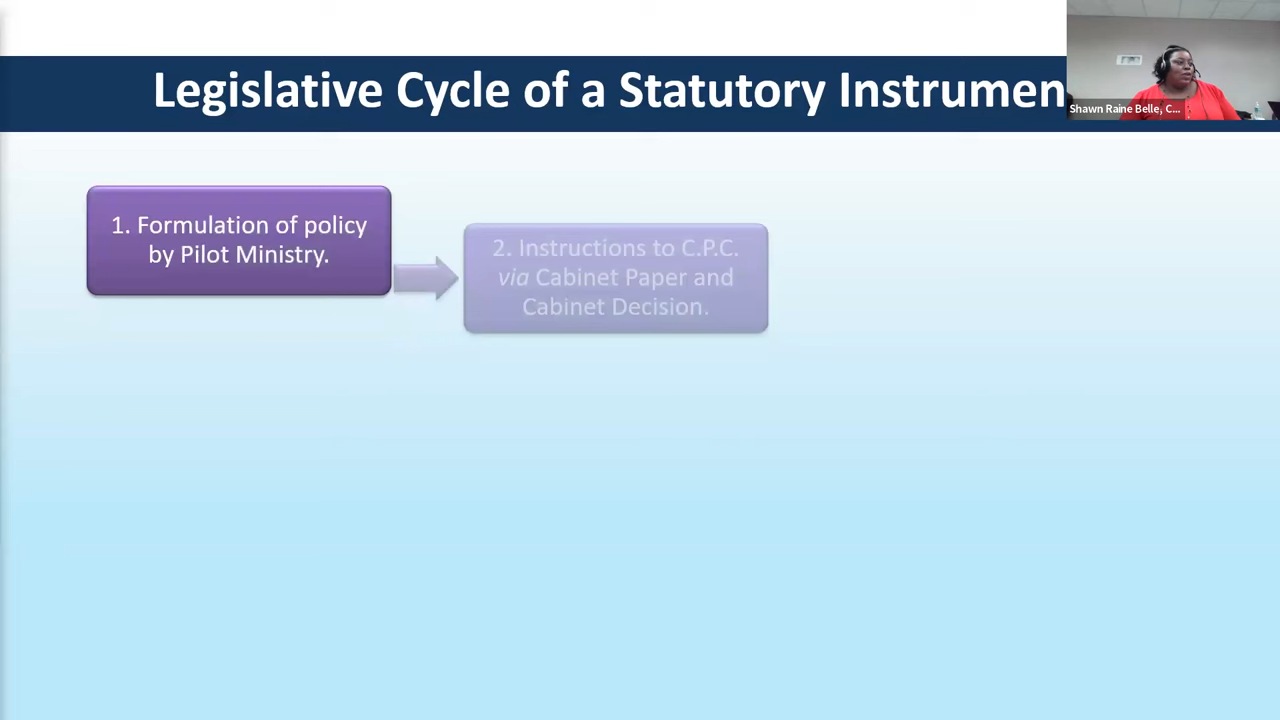 Legislative Cycle of a Statutory Instrumen
Shawn Raine Belle, C...
1. Formulation of policy
by Pilot Ministry.
2. Instructions to C.P.C.
via Cabinet Paper and
Cabinet Decision.